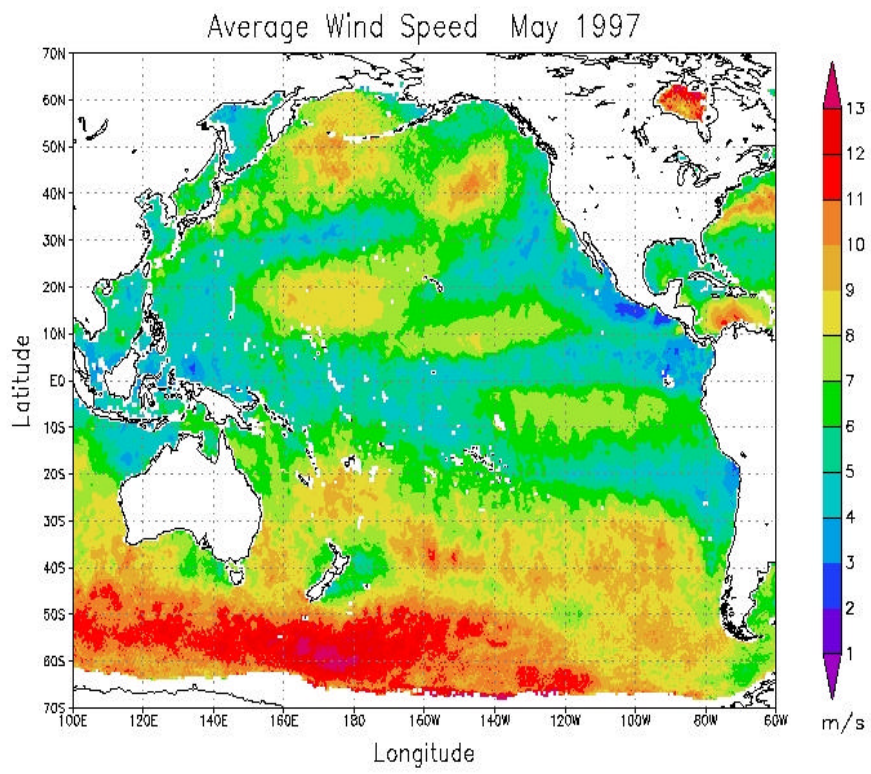 Average Wind Speed May 1997
70N
60N
50N
40N
30N
20N
10N
EQ
10S
20S
30S
40S
50S
60S
70S
Latitude
100E 120E 140E 160E 180 160W 140W 120W 100W 80W 60W
Longitude
13
12
11
10
9
8
7
6
5
4
3
2
1
m/s